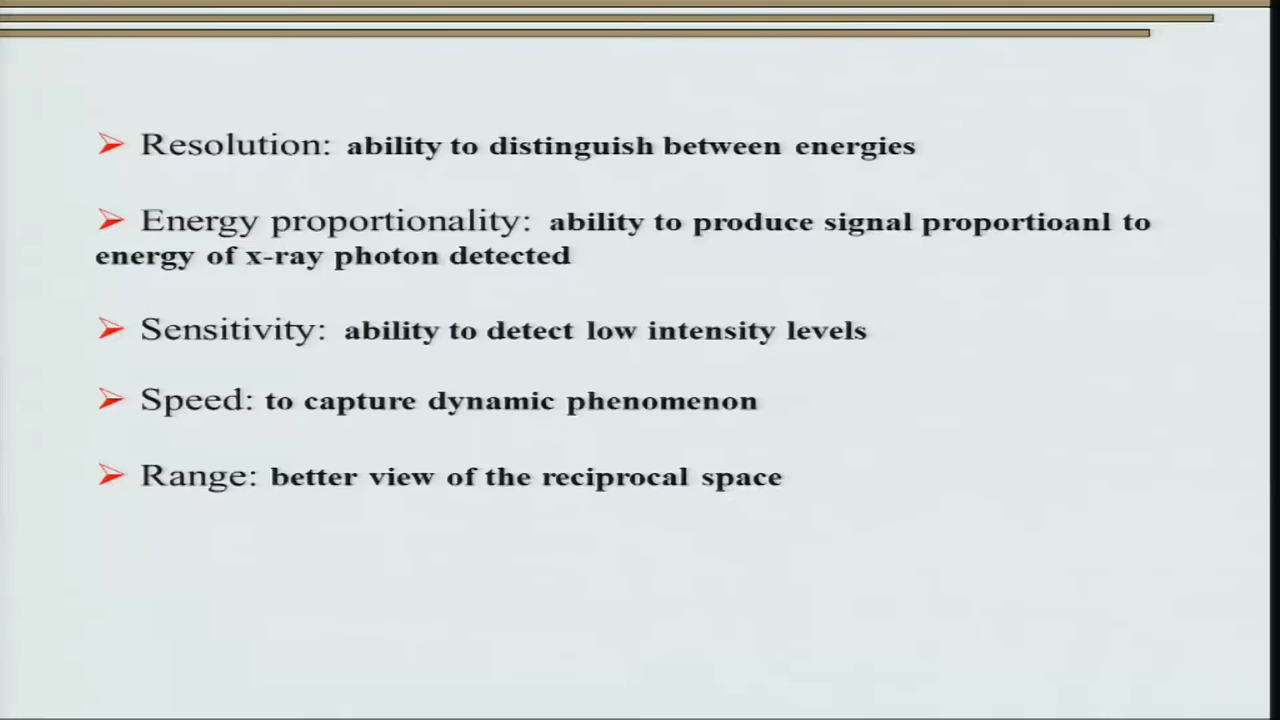 Resolution: ability to distinguish between energies
Energy proportionality: ability to produce signal proportioanl to
energy of x-ray photon detected
Sensitivity: ability to detect low intensity levels
Speed: to capture dynamic phenomenon
Range: better view of the reciprocal space